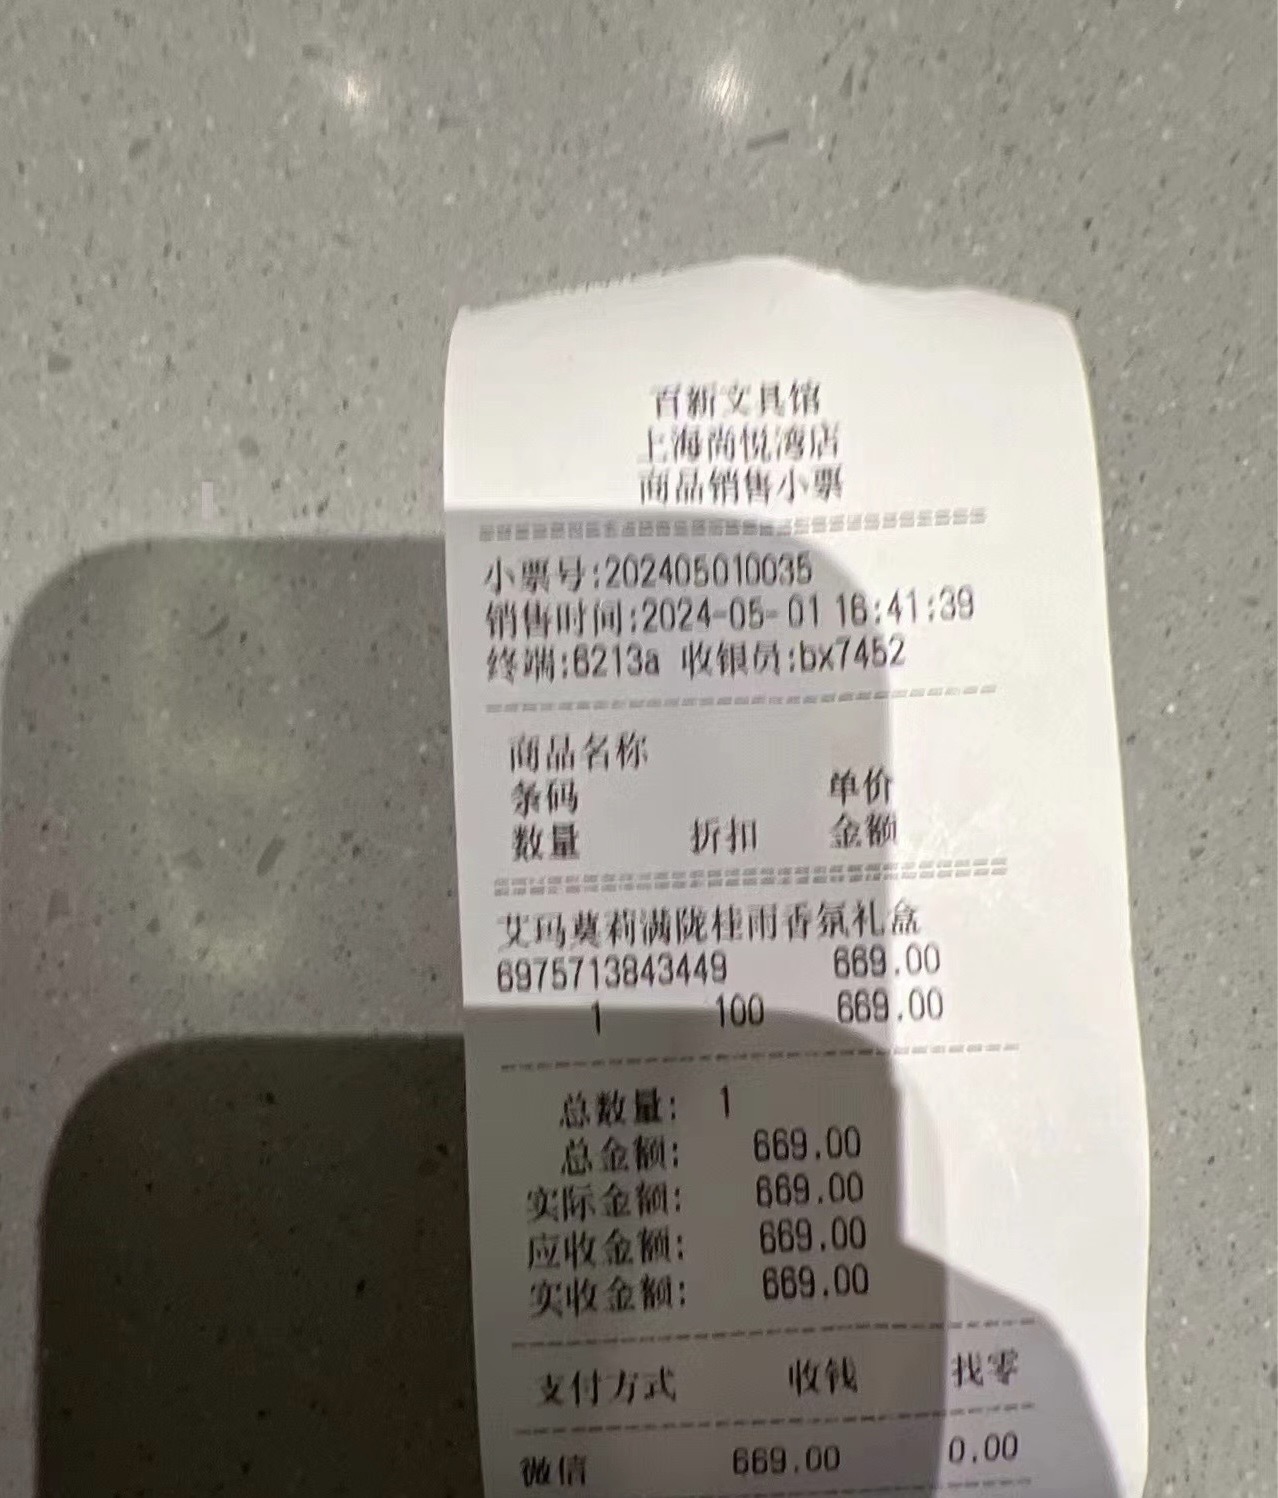 百新文具馆
上海尚悦湾店
商品销售小票
小票号:202405010035
销售时间:2024-05-01 16:41:39
终端:6213a 收银员:bx7452
商品名称
条码 单价
数量 折扣 金额
艾玛莫莉满陇桂雨香氛礼盒
6975713843449 669.00
1 100 669.00
总数量: 1
总金额: 669.00
实际金额: 669.00
应收金额: 669.00
实收金额: 669.00
支付方式 收钱 找零
微信 669.00 0.00